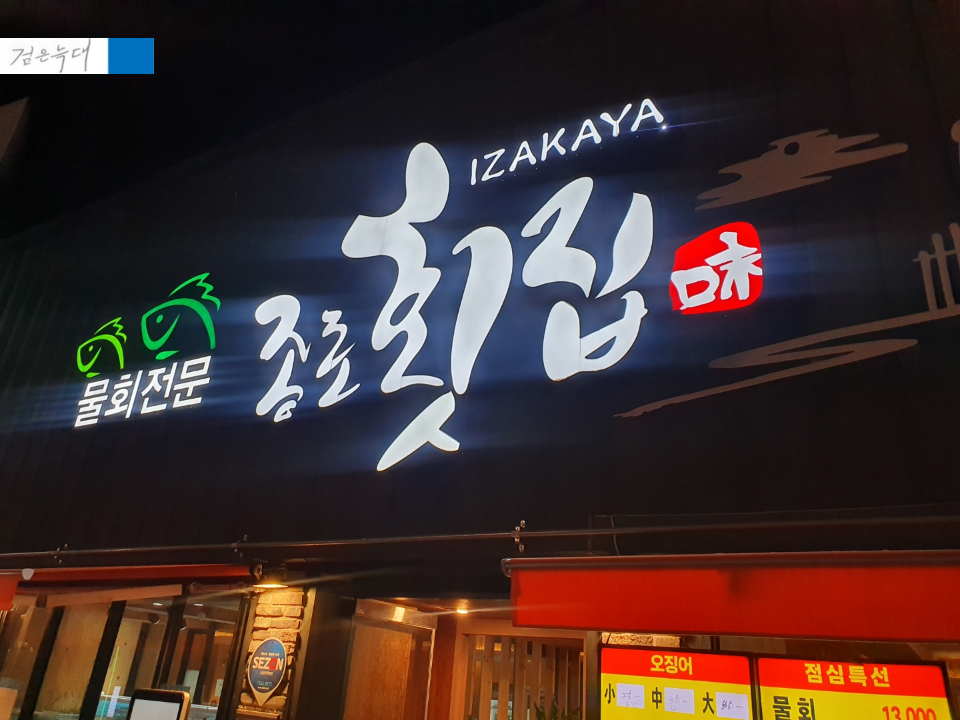 검은늑대
IZAKAYA
종로횟집 味
물회전문
SEZ N
오징어
小 中 大
점심특선
물회 13,000